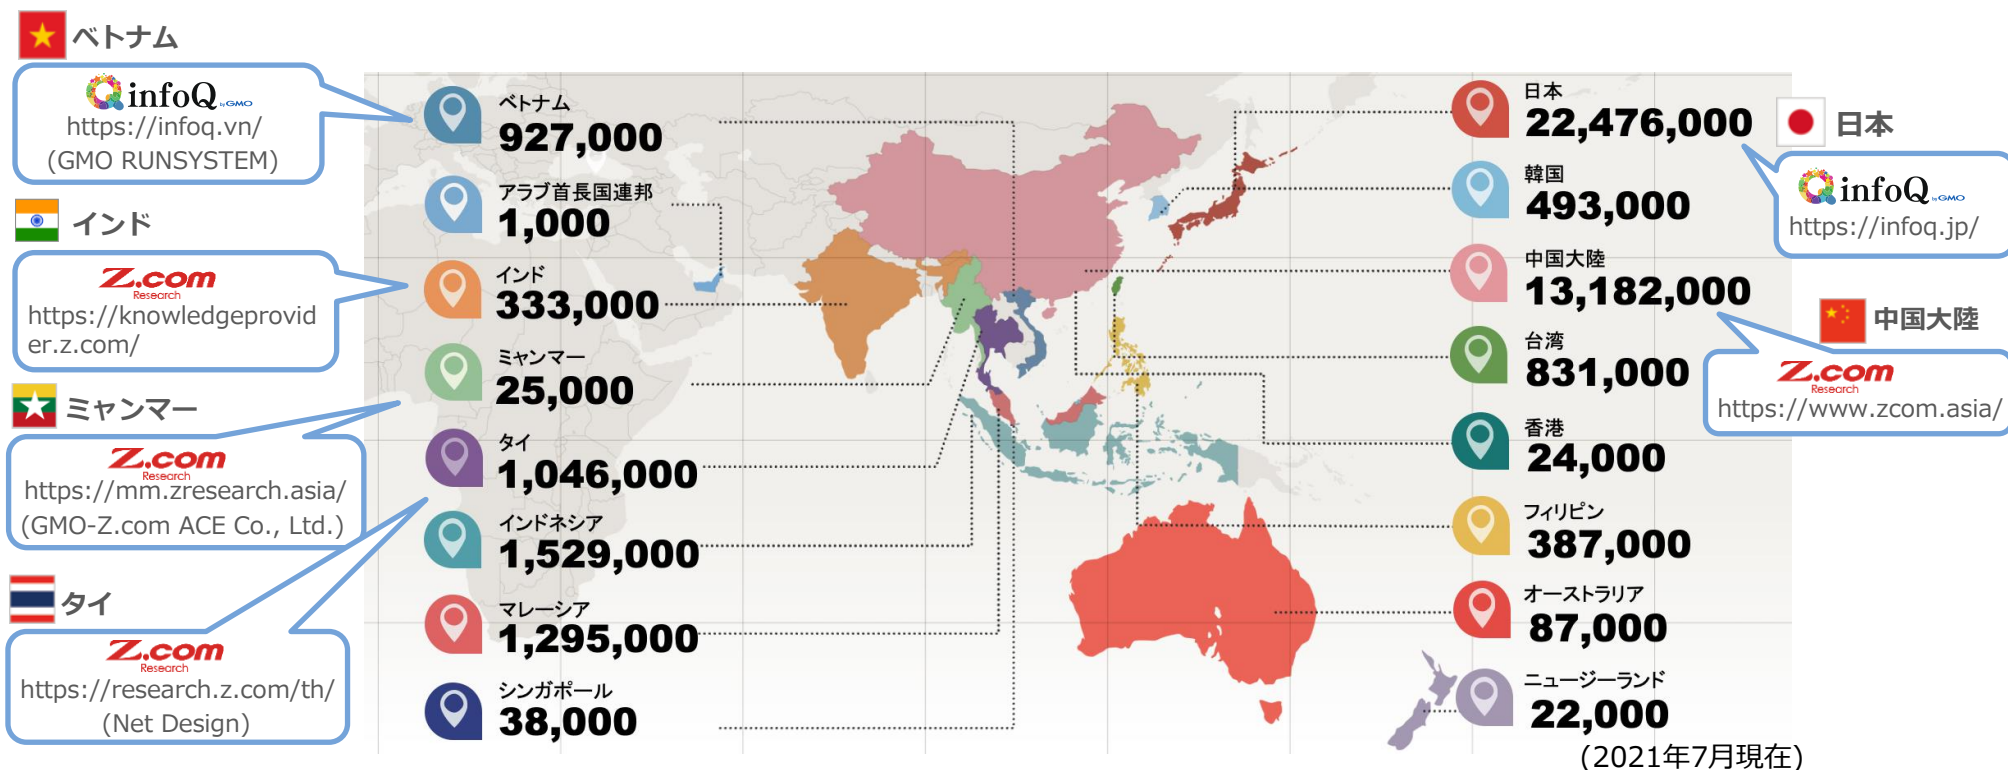 ベトナム
infoQ by GMO
https://infoq.vn/
(GMO RUNSYSTEM)
インド
Z.com
Research
https://knowledgeprovid
er.z.com/
ミャンマー
Z.com
Research
https://mm.zresearch.asia/
(GMO-Z.com ACE Co., Ltd.)
タイ
Z.com
Research
https://research.z.com/th/
(Net Design)
ベトナム
927,000
アラブ首長国連邦
1,000
インド
333,000
ミャンマー
25,000
タイ
1,046,000
インドネシア
1,529,000
マレーシア
1,295,000
シンガポール
38,000
日本
22,476,000
韓国
493,000
中国大陸
13,182,000
台湾
831,000
香港
24,000
フィリピン
387,000
オーストラリア
87,000
ニュージーランド
22,000
(2021年7月現在)
日本
infoQ by GMO
https://infoq.jp/
中国大陸
Z.com
Research
https://www.zcom.asia/